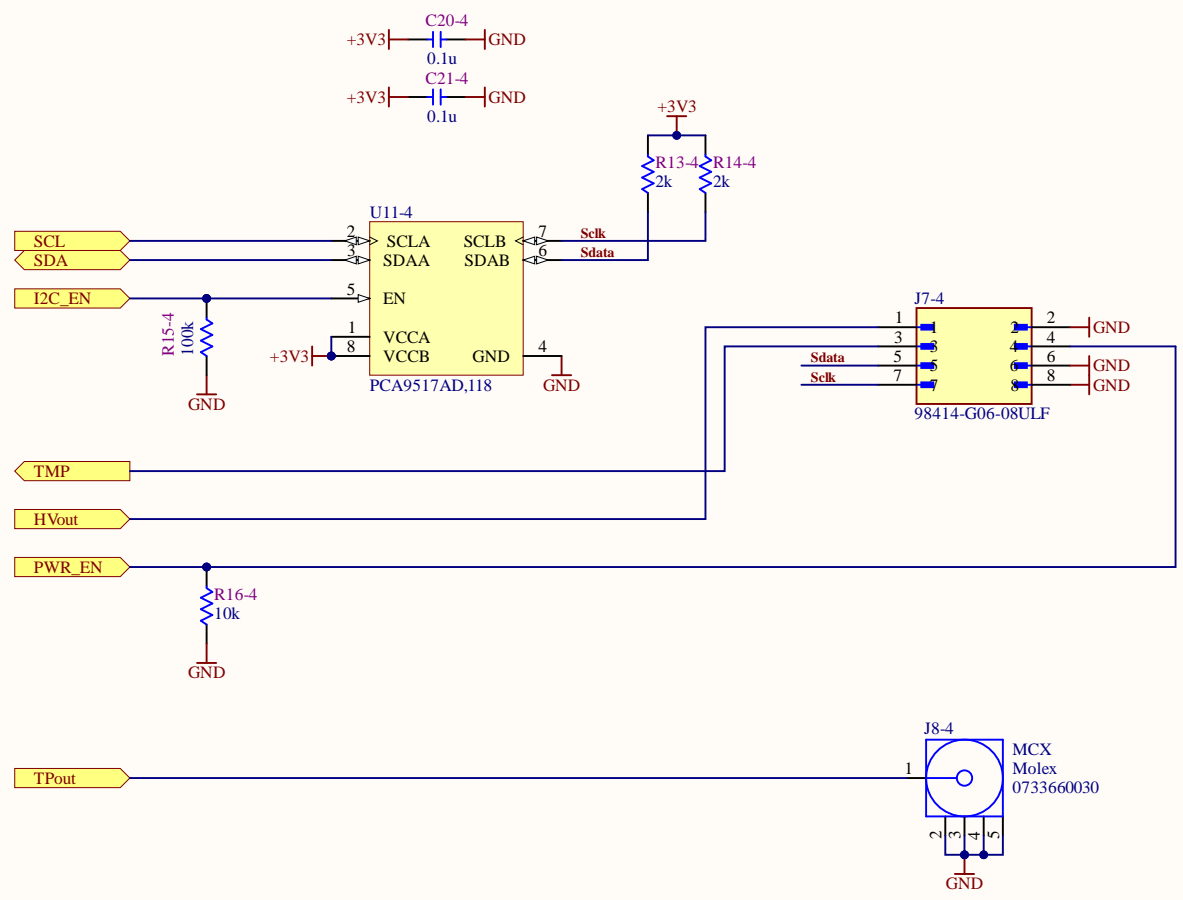 C20-4
+3V3 GND
0.1u
C21-4
+3V3 GND
0.1u
+3V3
R13-4 R14-4
2k 2k
U11-4
SCL 2 SCLA SCLB 7 Sclk
SDA 3 SDAA SDAB 6 Sdata
I2C_EN 5 EN
R15-4
100k
GND
1 VCCA
+3V3 8 VCCB GND 4
GND
PCA9517AD,118
J7-4
1 1 2 2 GND
3 3 4 4
Sdata 5 5 6 6 GND
Sclk 7 7 8 8 GND
98414-G06-08ULF
TMP
HVout
PWR_EN
R16-4
10k
GND
J8-4
TPout 1
MCX
Molex
0733660030
2 3 4 5
GND